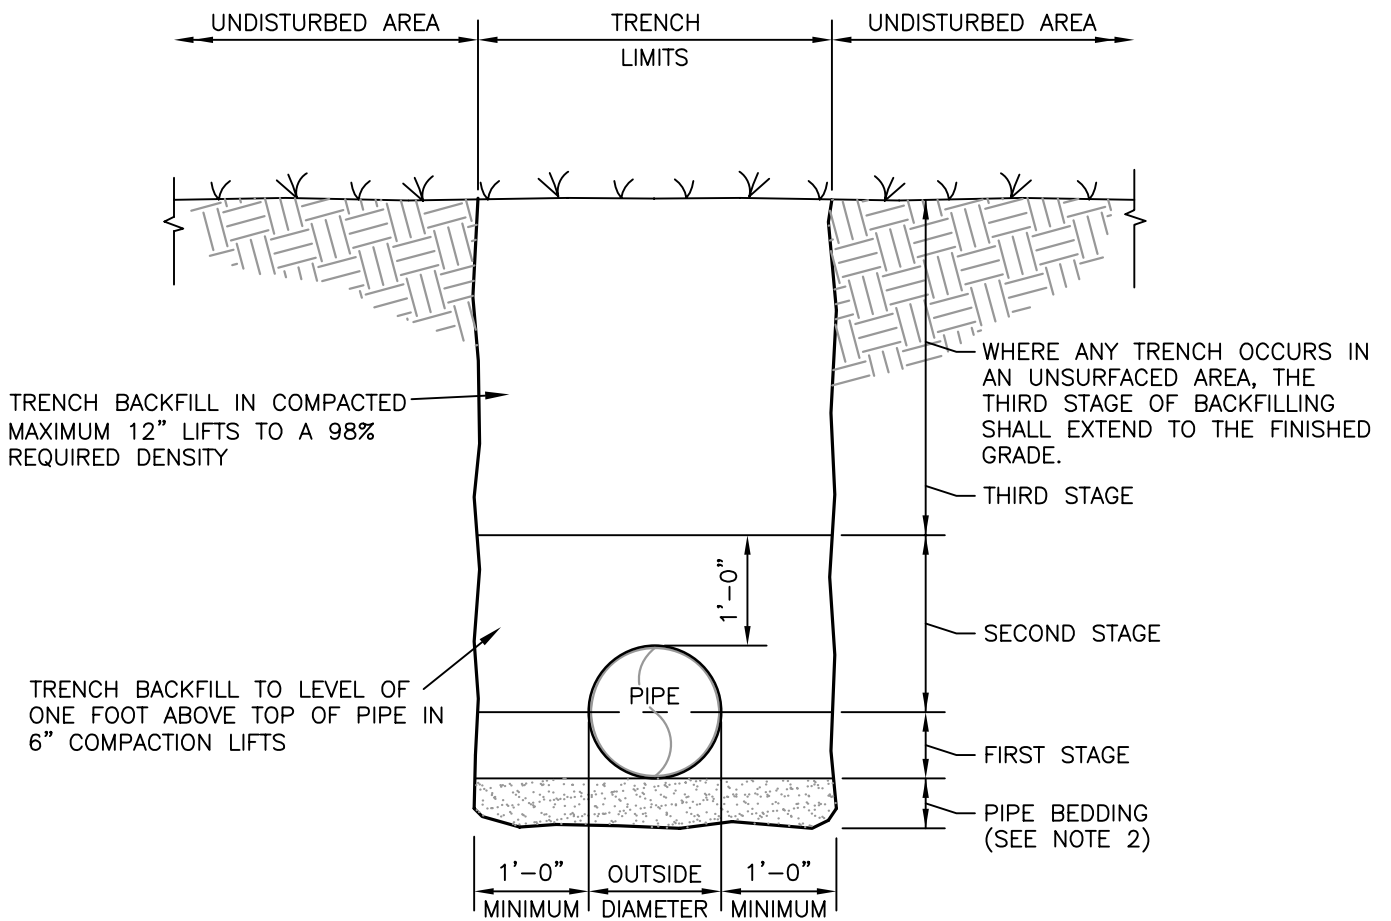 UNDISTURBED AREA
TRENCH
LIMITS
UNDISTURBED AREA
WHERE ANY TRENCH OCCURS IN
AN UNSURFACED AREA, THE
THIRD STAGE OF BACKFILLING
SHALL EXTEND TO THE FINISHED
GRADE.
TRENCH BACKFILL IN COMPACTED
MAXIMUM 12" LIFTS TO A 98%
REQUIRED DENSITY
THIRD STAGE
1'-0"
SECOND STAGE
TRENCH BACKFILL TO LEVEL OF
ONE FOOT ABOVE TOP OF PIPE IN
6" COMPACTION LIFTS
PIPE
FIRST STAGE
PIPE BEDDING
(SEE NOTE 2)
1'-0"
MINIMUM
OUTSIDE
DIAMETER
1'-0"
MINIMUM